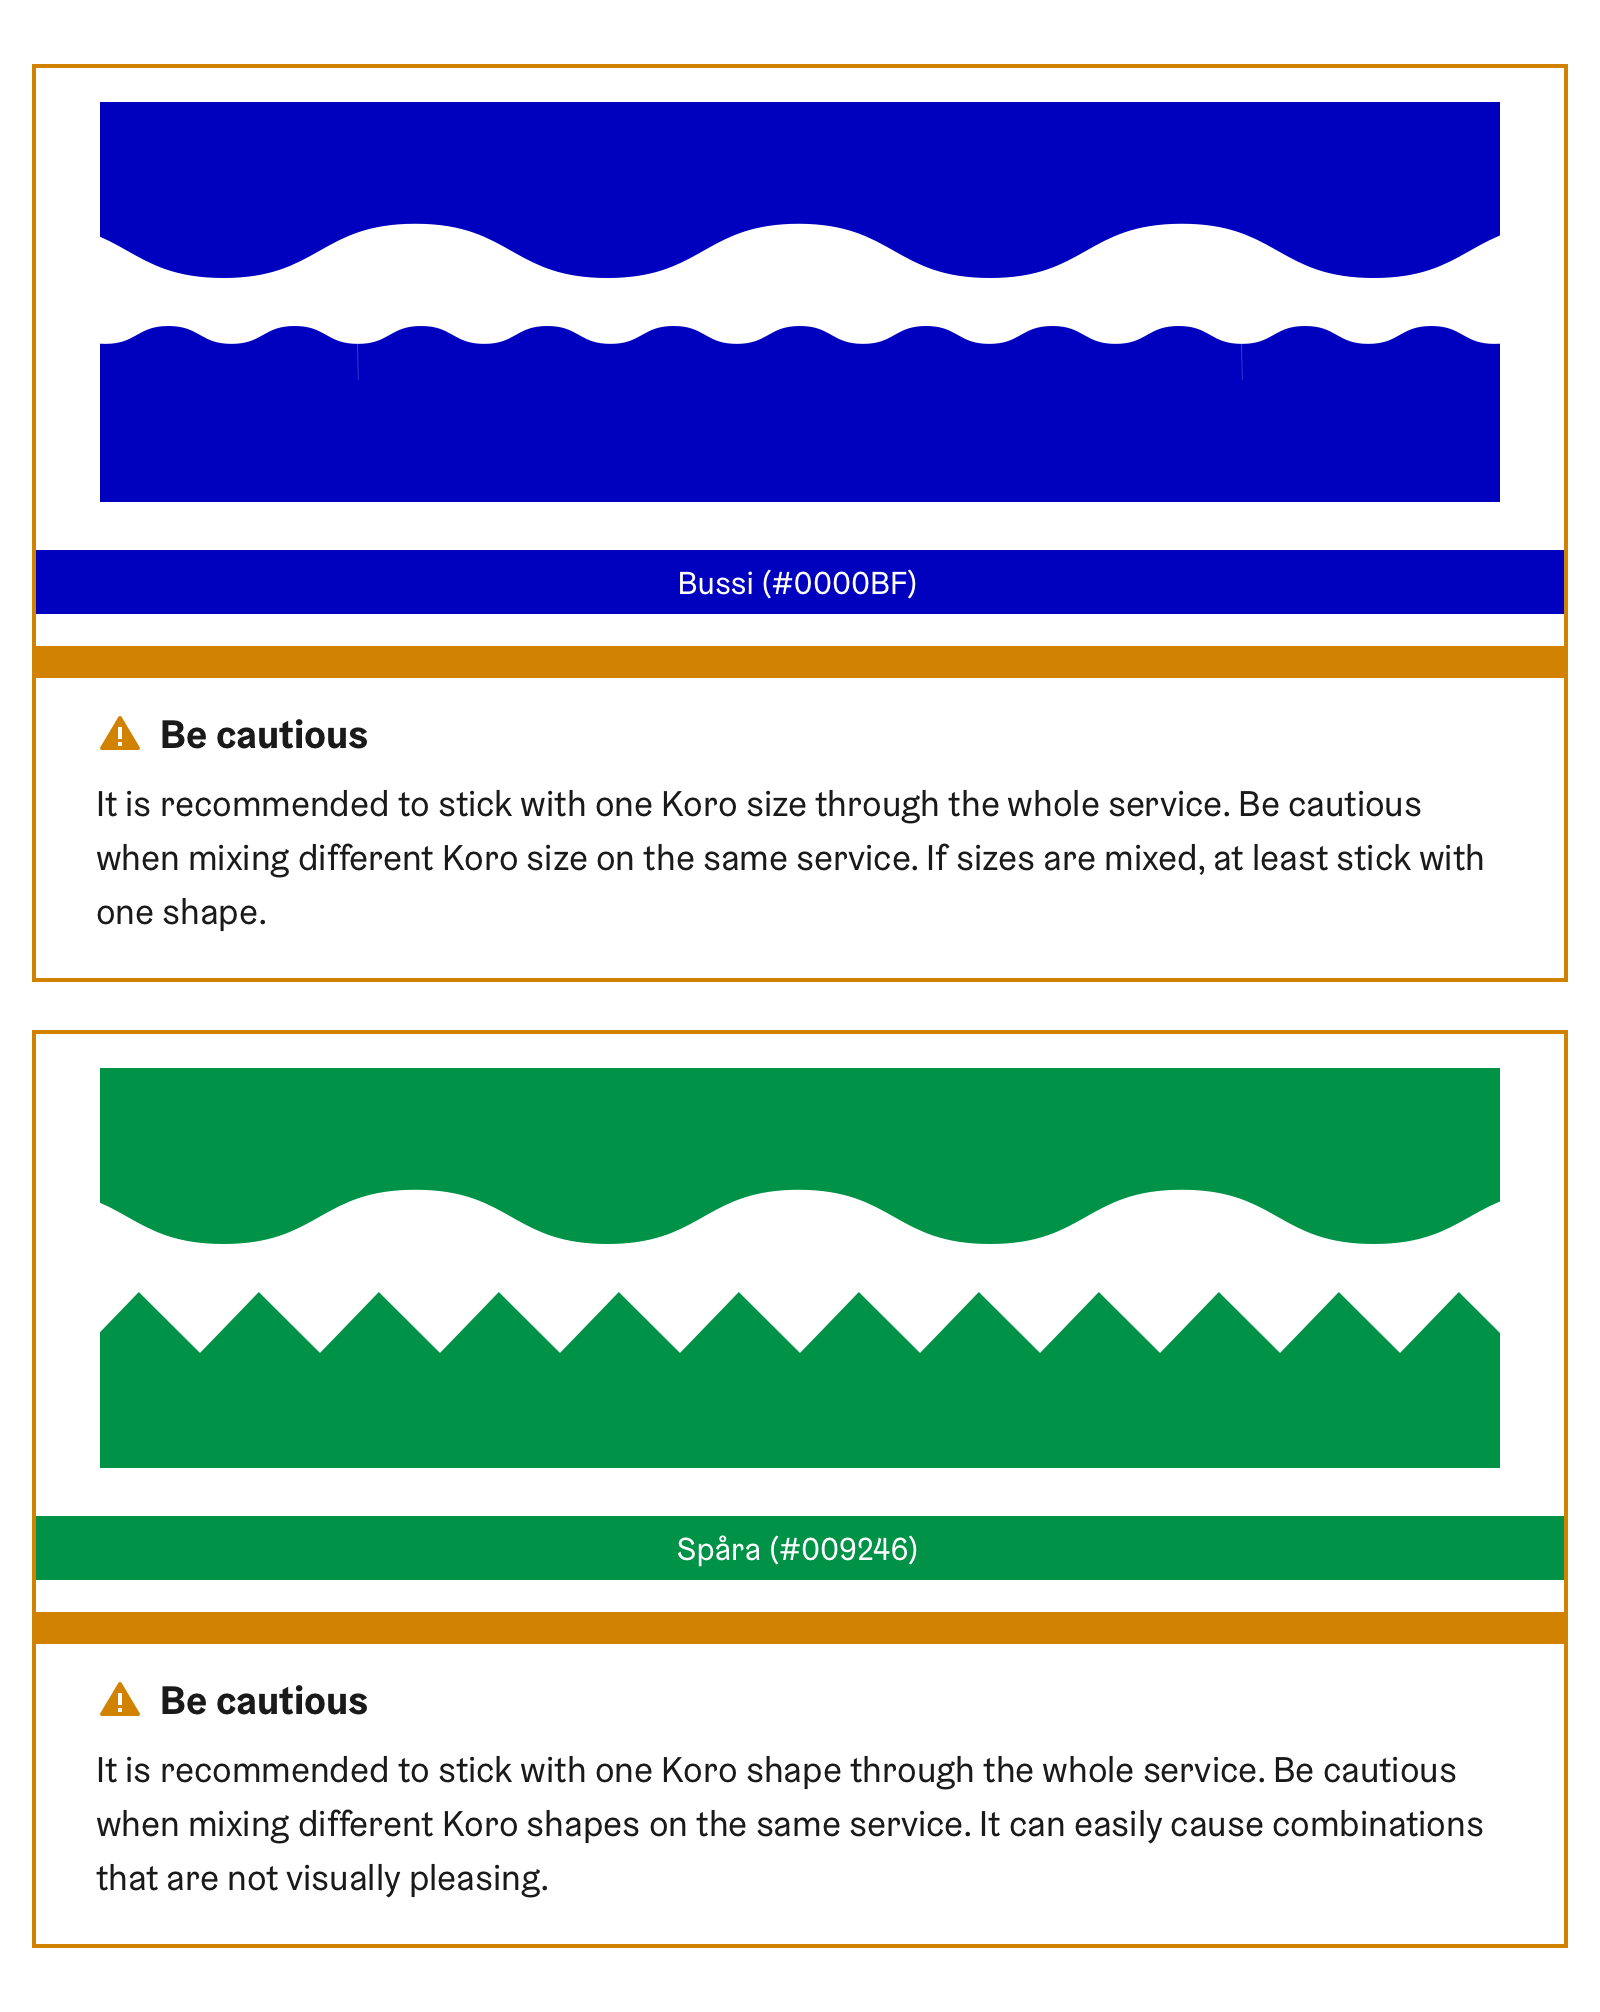 Bussi (#0000BF)
Be cautious
It is recommended to stick with one Koro size through the whole service. Be cautious
when mixing different Koro size on the same service. If sizes are mixed, at least stick with
one shape.
Spåra (#009246)
Be cautious
It is recommended to stick with one Koro shape through the whole service. Be cautious
when mixing different Koro shapes on the same service. It can easily cause combinations
that are not visually pleasing.